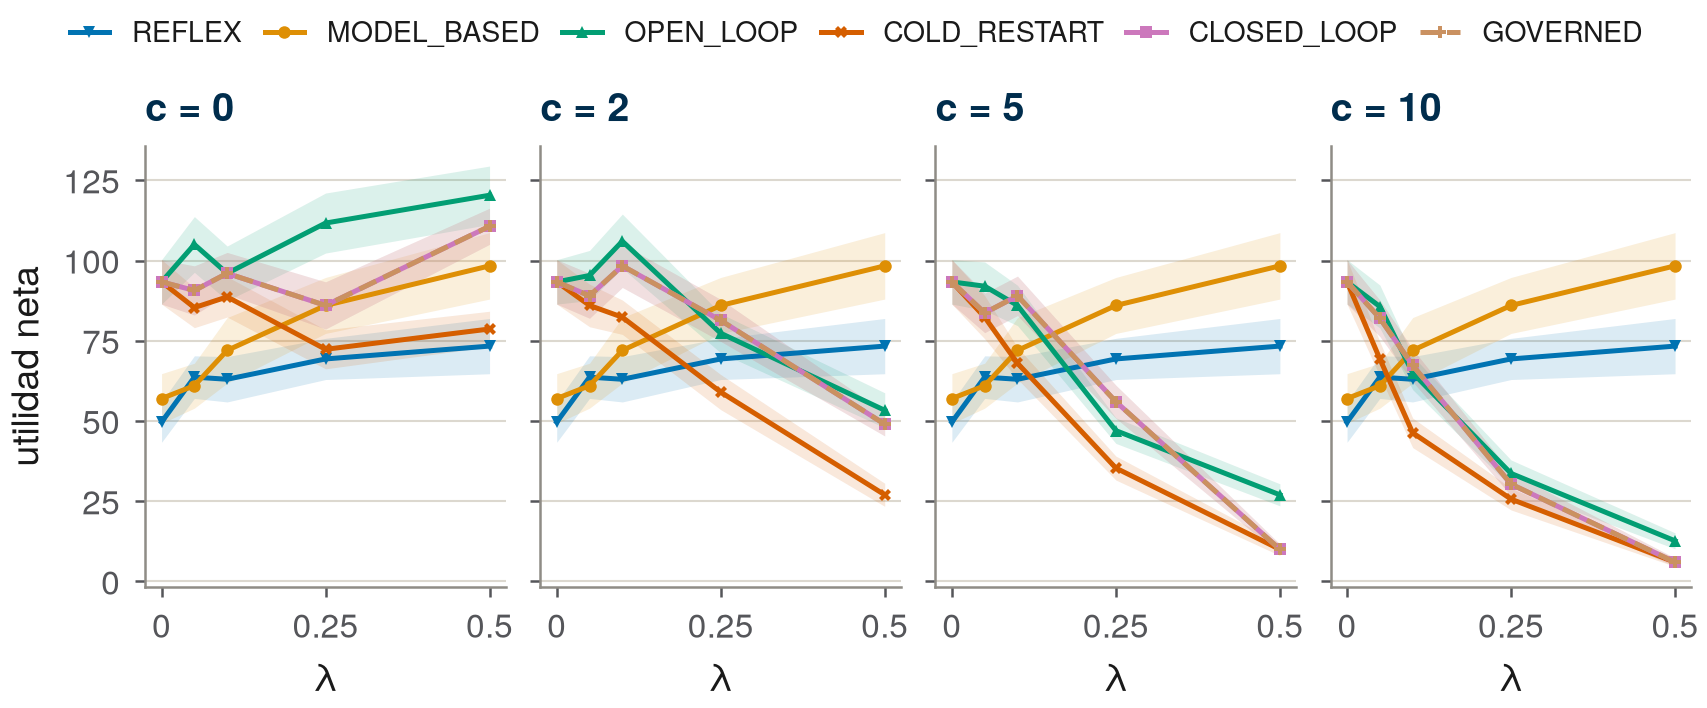 REFLEX MODEL_BASED OPEN_LOOP COLD_RESTART CLOSED_LOOP GOVERNED
c = 0 c = 2 c = 5 c = 10
utilidad neta
125
100
75
50
25
0
0 0.25 0.5 0 0.25 0.5 0 0.25 0.5 0 0.25 0.5
λ λ λ λ